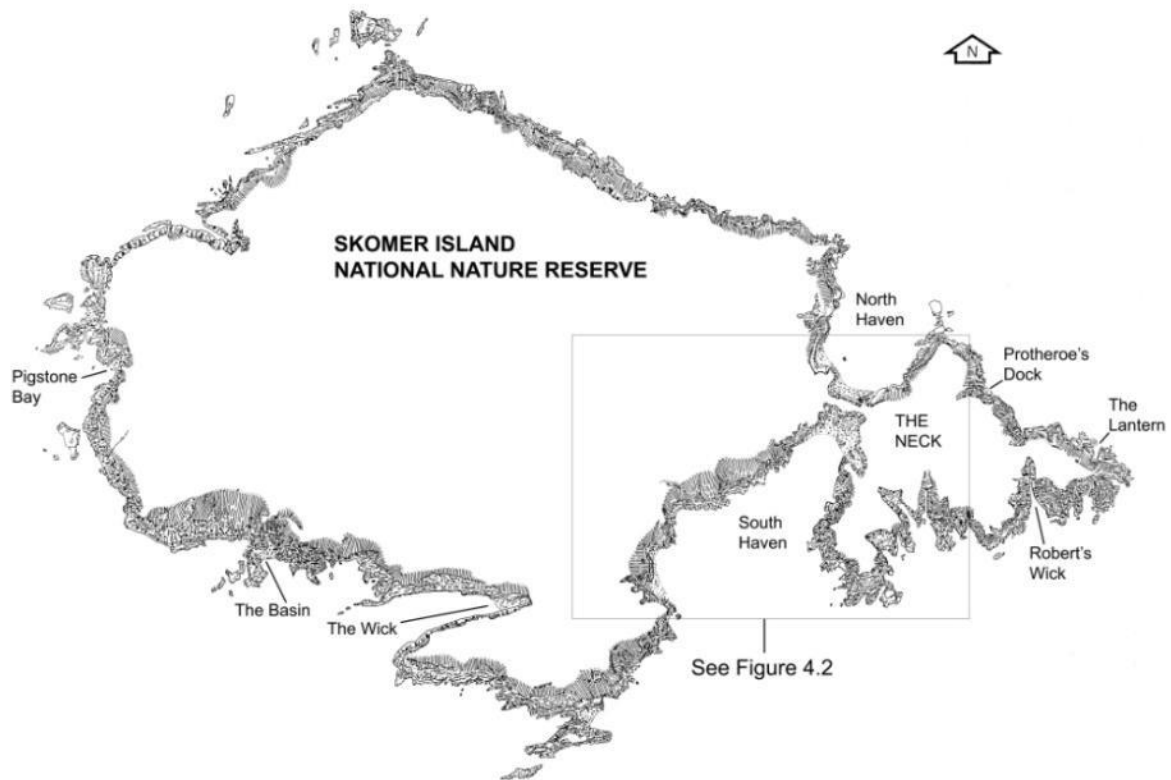 N
SKOMER ISLAND
NATIONAL NATURE RESERVE
North
Haven
Protheroe's
Dock
Pigstone
Bay
The
Lantern
THE
NECK
South
Haven
Robert's
Wick
The Basin
The Wick
See Figure 4.2